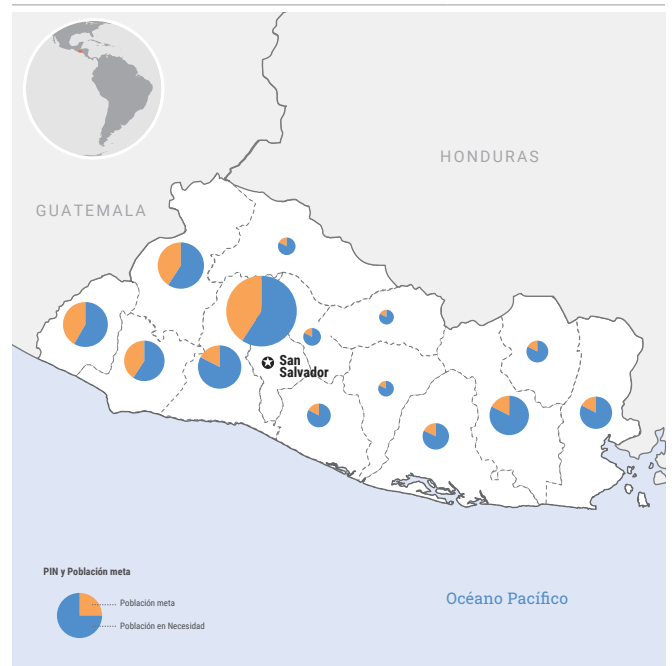 HONDURAS
GUATEMALA
San
Salvador
PIN y Población meta
Población meta
Población en Necesidad
Océano Pacífico